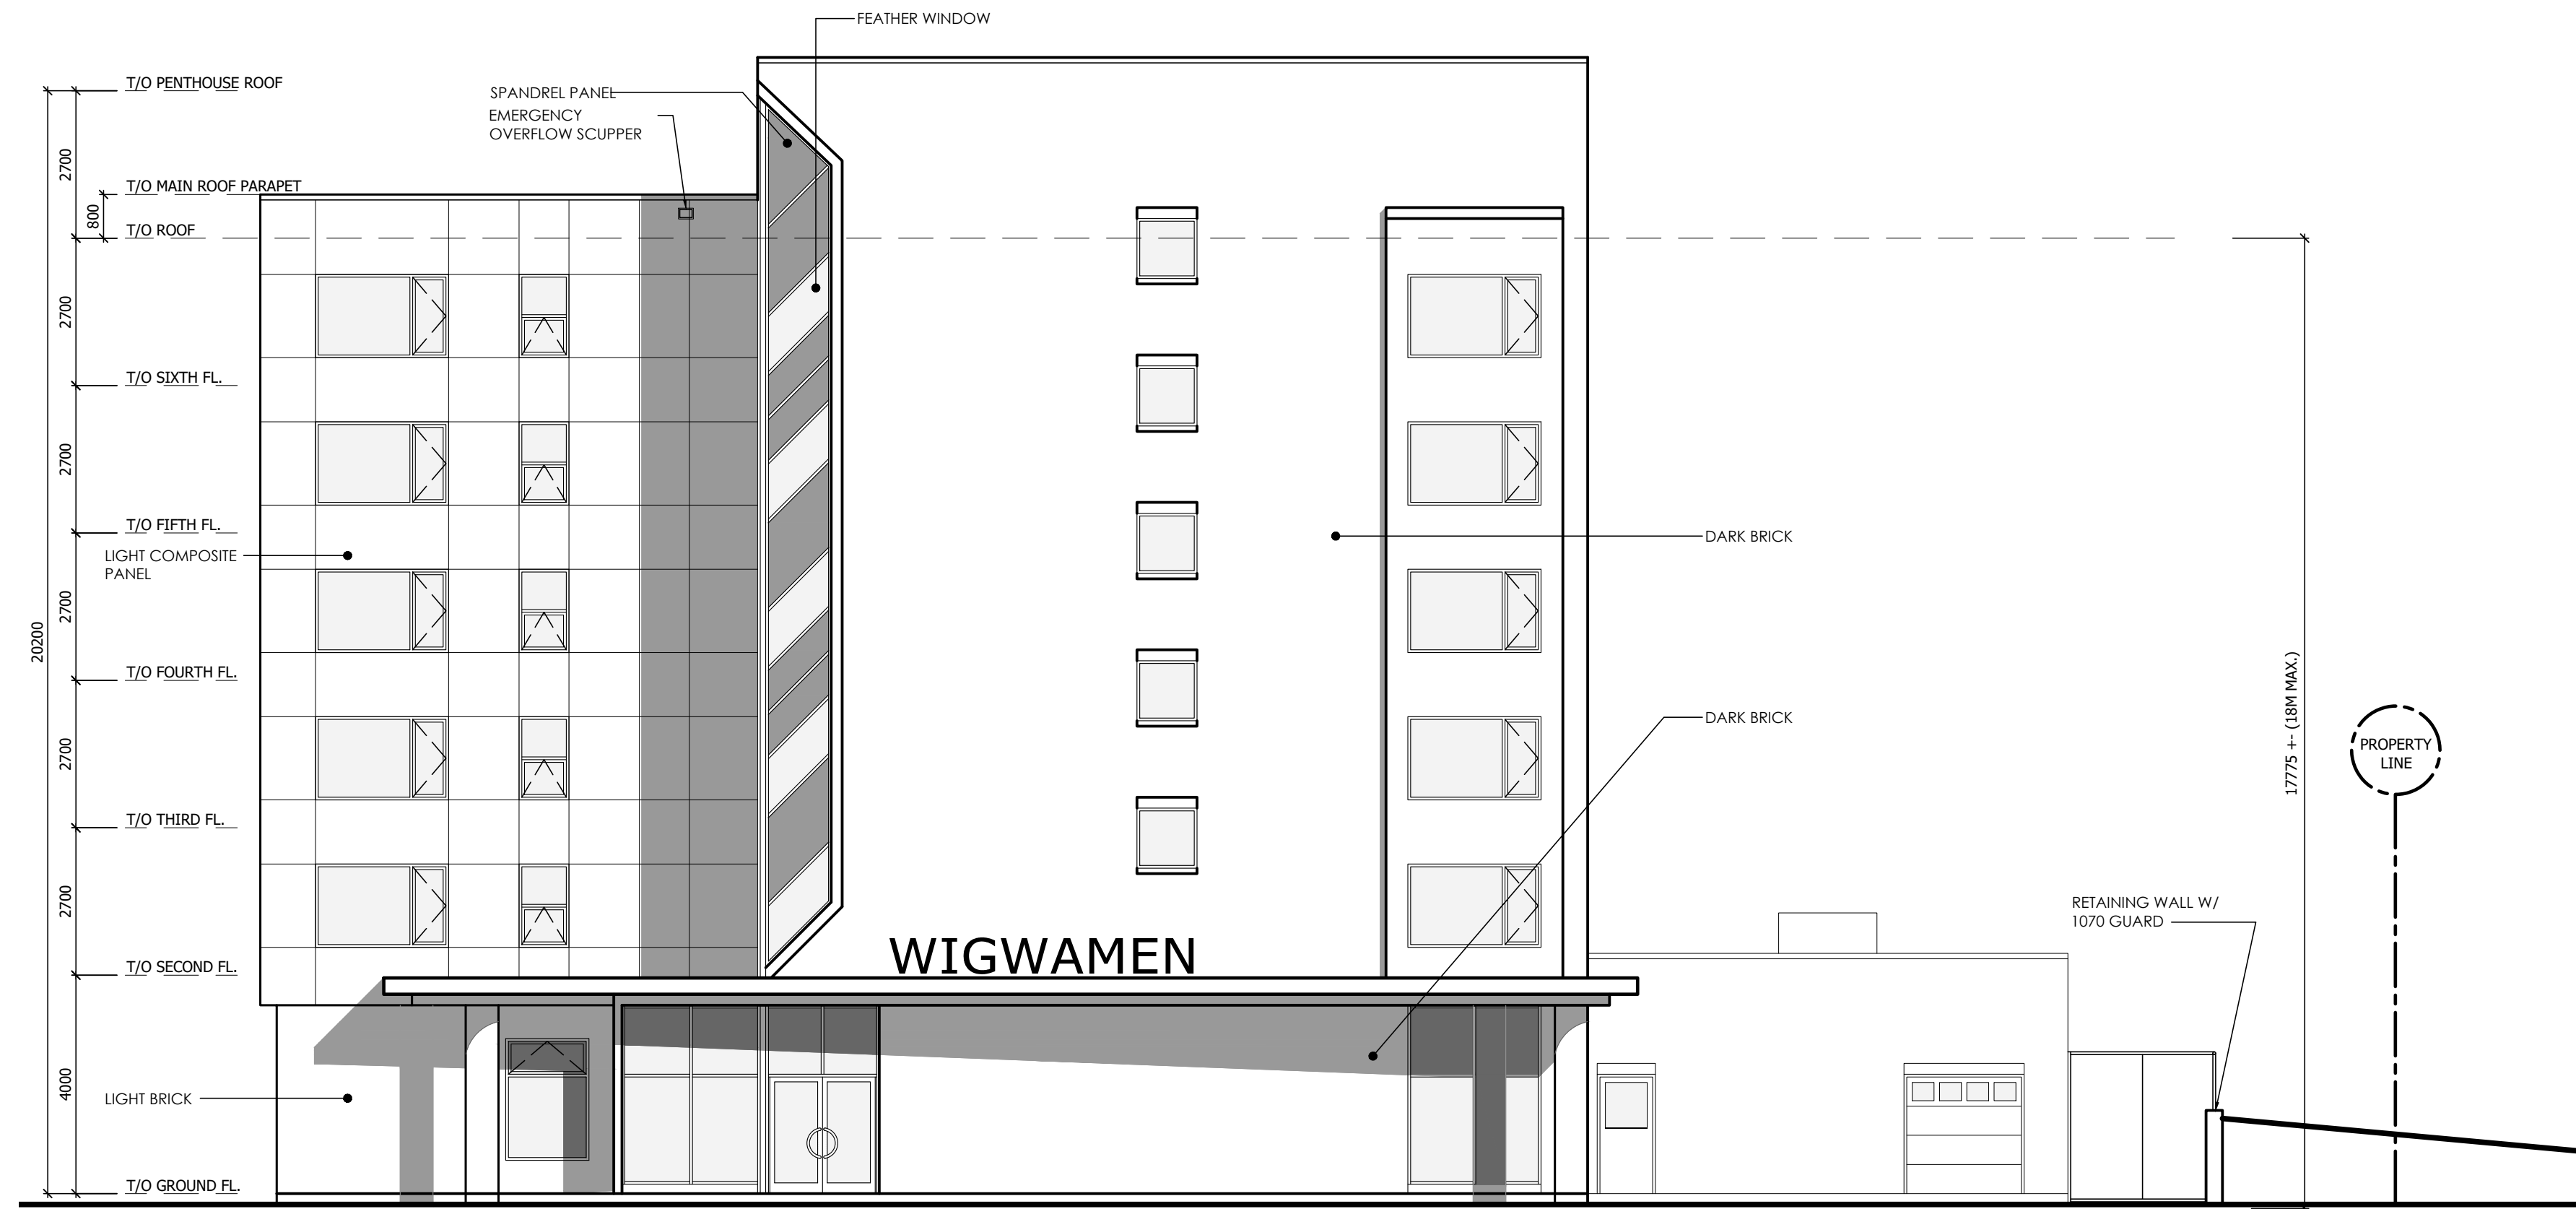 FEATHER WINDOW
T/O PENTHOUSE ROOF
SPANDREL PANEL
EMERGENCY
OVERFLOW SCUPPER
2700
T/O MAIN ROOF PARAPET
800
T/O ROOF
2700
T/O SIXTH FL.
2700
T/O FIFTH FL.
DARK BRICK
LIGHT COMPOSITE
PANEL
2700
20200
T/O FOURTH FL.
17775 +- (18M MAX.)
DARK BRICK
PROPERTY
LINE
2700
T/O THIRD FL.
2700
RETAINING WALL W/
1070 GUARD
WIGWAMEN
T/O SECOND FL.
4000
LIGHT BRICK
T/O GROUND FL.